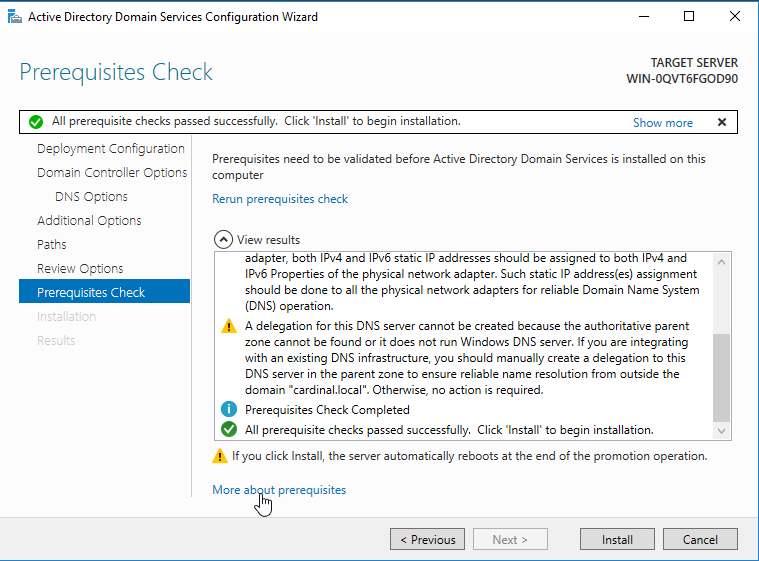 Active Directory Domain Services Configuration Wizard
Prerequisites Check
TARGET SERVER
WIN-0QVT6FGOD90
All prerequisite checks passed successfully.  Click 'Install' to begin installation.
Show more
Deployment Configuration
Domain Controller Options
DNS Options
Additional Options
Paths
Review Options
Prerequisites Check
Installation
Results
Prerequisites need to be validated before Active Directory Domain Services is installed on this
computer
Rerun prerequisites check
View results
adapter, both IPv4 and IPv6 static IP addresses should be assigned to both IPv4 and
IPv6 Properties of the physical network adapter. Such static IP address(es) assignment
should be done to all the physical network adapters for reliable Domain Name System
(DNS) operation.
A delegation for this DNS server cannot be created because the authoritative parent
zone cannot be found or it does not run Windows DNS server. If you are integrating
with an existing DNS infrastructure, you should manually create a delegation to this
DNS server in the parent zone to ensure reliable name resolution from outside the
domain "cardinal.local". Otherwise, no action is required.
Prerequisites Check Completed
All prerequisite checks passed successfully.  Click 'Install' to begin installation.
If you click Install, the server automatically reboots at the end of the promotion operation.
More about prerequisites
< Previous
Next >
Install
Cancel